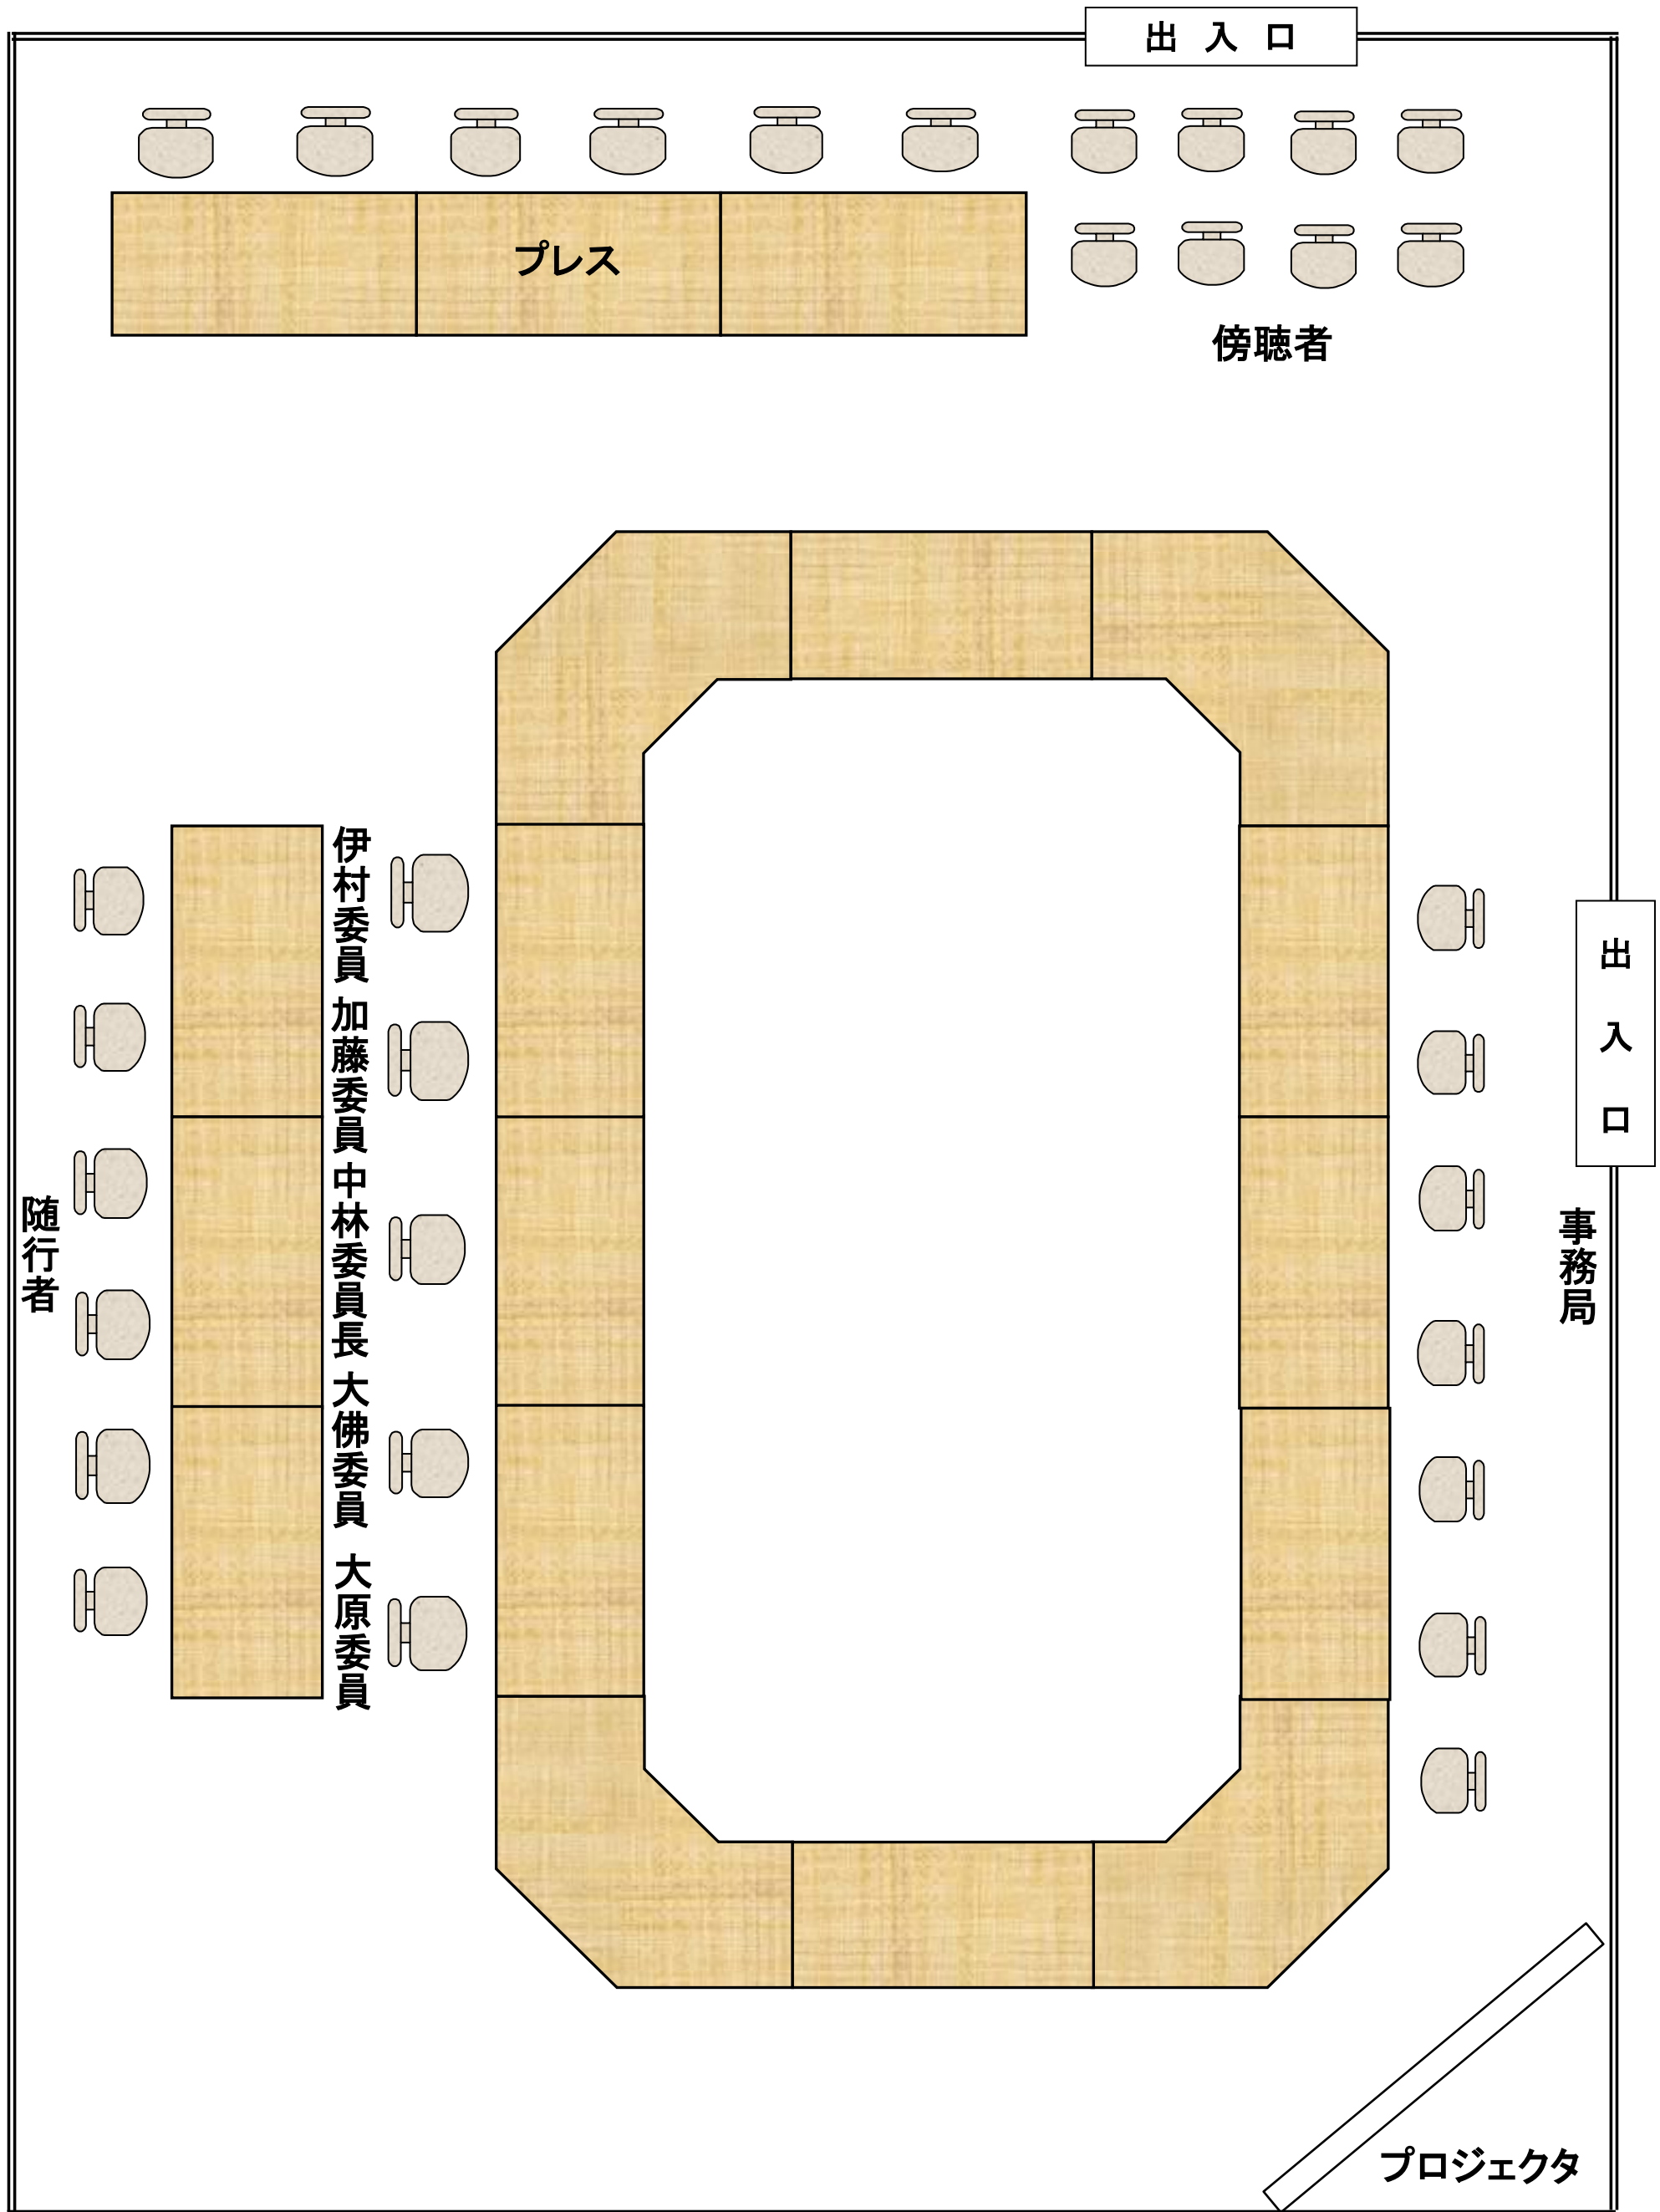 出入口
プレス
傍聴者
伊村委員
加藤委員
中林委員長
大佛委員
大原委員
随行者
出入口
事務局
プロジェクタ